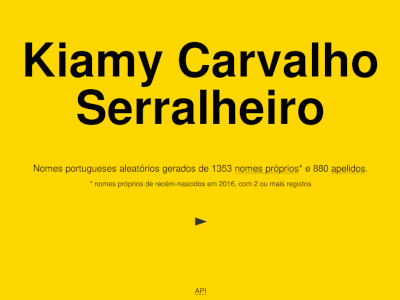 Kiamy Carvalho
Serralheiro
Nomes portugueses aleatórios gerados de 1353 nomes próprios* e 880 apelidos.
* nomes próprios de recém-nascidos em 2016, com 2 ou mais registos
API